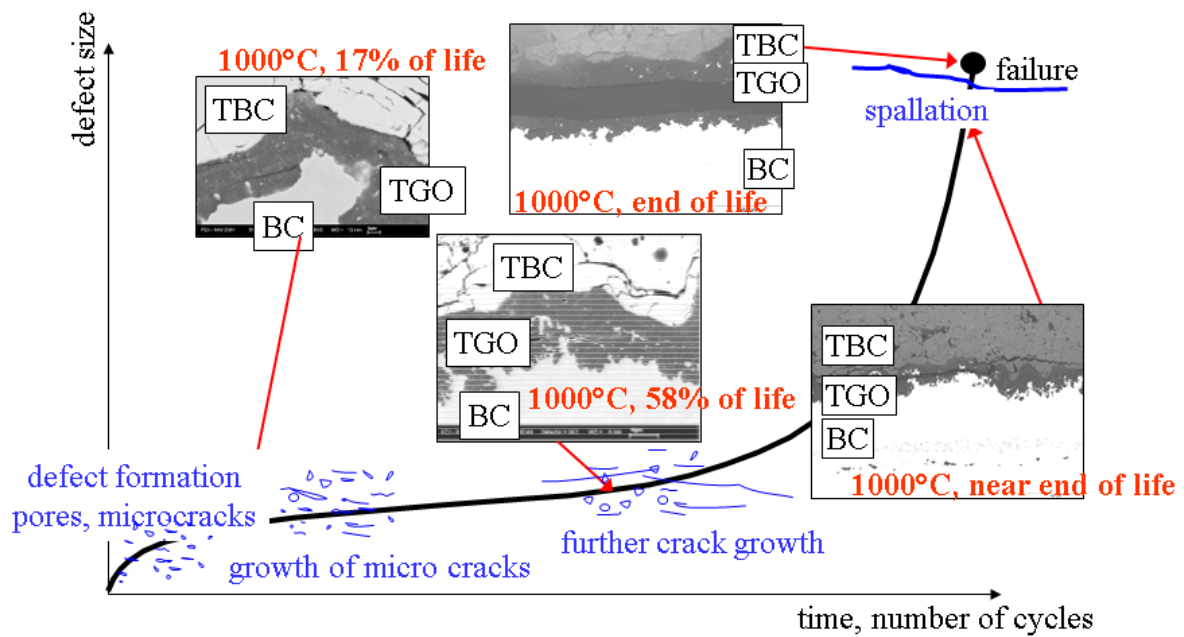 defect size
1000°C, 17% of life
TBC
TGO
BC
TBC
TGO
BC
1000°C, end of life
failure
spallation
TBC
TGO
BC
1000°C, 58% of life
TBC
TGO
BC
1000°C, near end of life
defect formation
pores, microcracks
growth of micro cracks
further crack growth
time, number of cycles